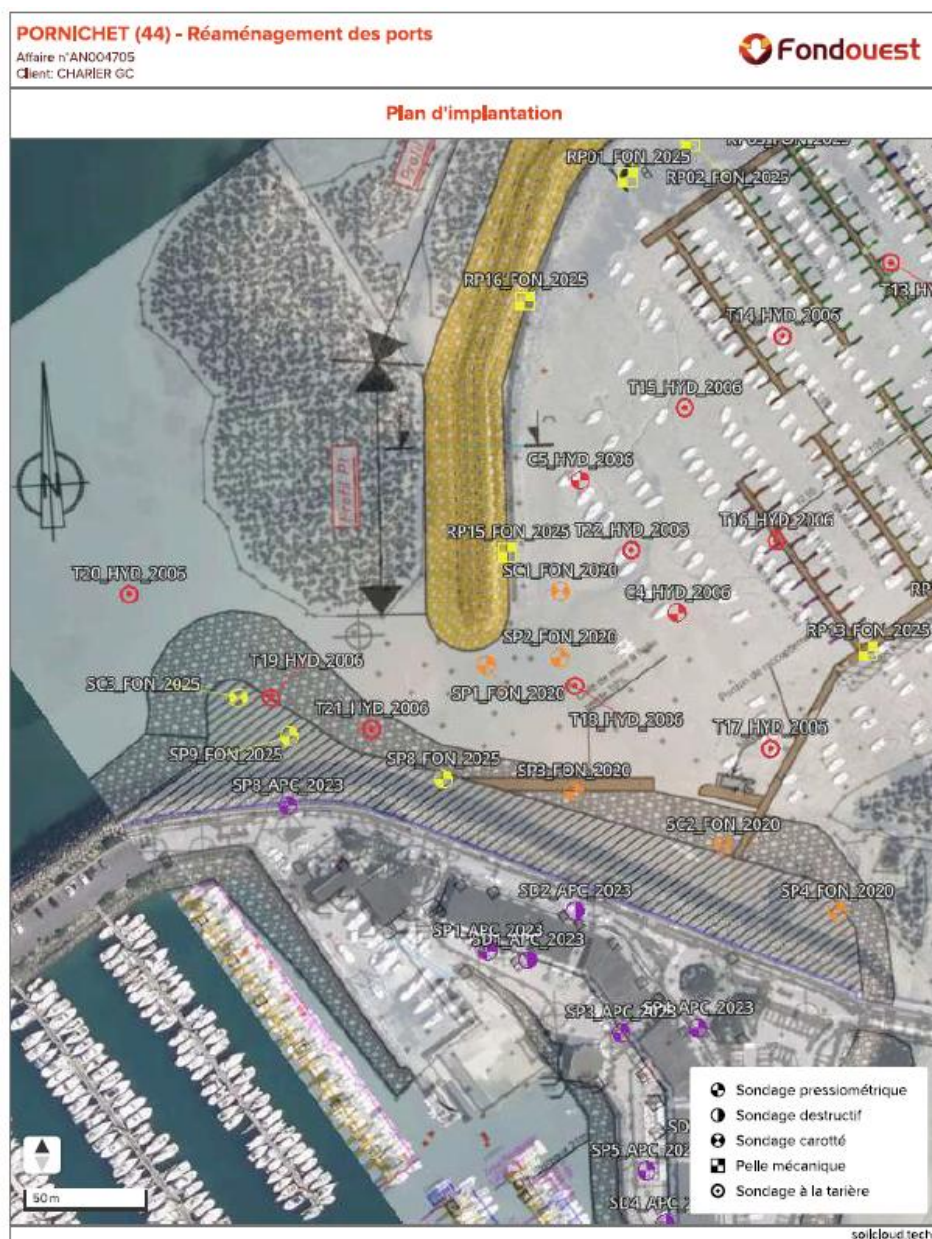 PORNICHET (44) - Réaménagement des ports
Affaire n°AN004705
Client: CHARIER GC
Fondouest
Plan d'implantation
RP01_FON_2025
RP02_FON_2025
RP16_FON_2025
T14_HYD_2006
T15_HYD_2006
C5_HYD_2006
Profil P1
RP15_FON_2025
T22_HYD_2006
T16_HYD_2006
SC1_FON_2020
T20_HYD_2006
C4_HYD_2006
SP2_FON_2020
RP13_FON_2025
T19_HYD_2006
SC3_FON_2025
SP1_FON_2020
T21_HYD_2006
T18_HYD_2006
T17_HYD_2006
SP9_FON_2025
SP8_FON_2025
SP3_FON_2020
SP8_APC_2023
SC2_FON_2020
SD2_APC_2023
SP4_FON_2020
SP1_APC_2023
SD1_APC_2023
SP3_APC_2023
SP4_APC_2023
Sondage pressiométrique
Sondage destructif
Sondage carotté
Pelle mécanique
Sondage à la tarière
50 m
soilcloud.tech